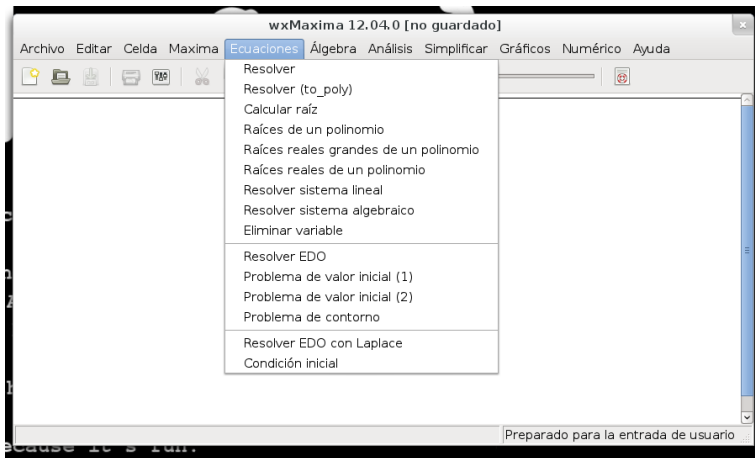 wxMaxima 12.04.0 [no guardado]
Archivo Editar Celda Maxima Ecuaciones Álgebra Análisis Simplificar Gráficos Numérico Ayuda
Resolver
Resolver (to_poly)
Calcular raíz
Raíces de un polinomio
Raíces reales grandes de un polinomio
Raíces reales de un polinomio
Resolver sistema lineal
Resolver sistema algebraico
Eliminar variable
Resolver EDO
Problema de valor inicial (1)
Problema de valor inicial (2)
Problema de contorno
Resolver EDO con Laplace
Condición inicial
Preparado para la entrada de usuario